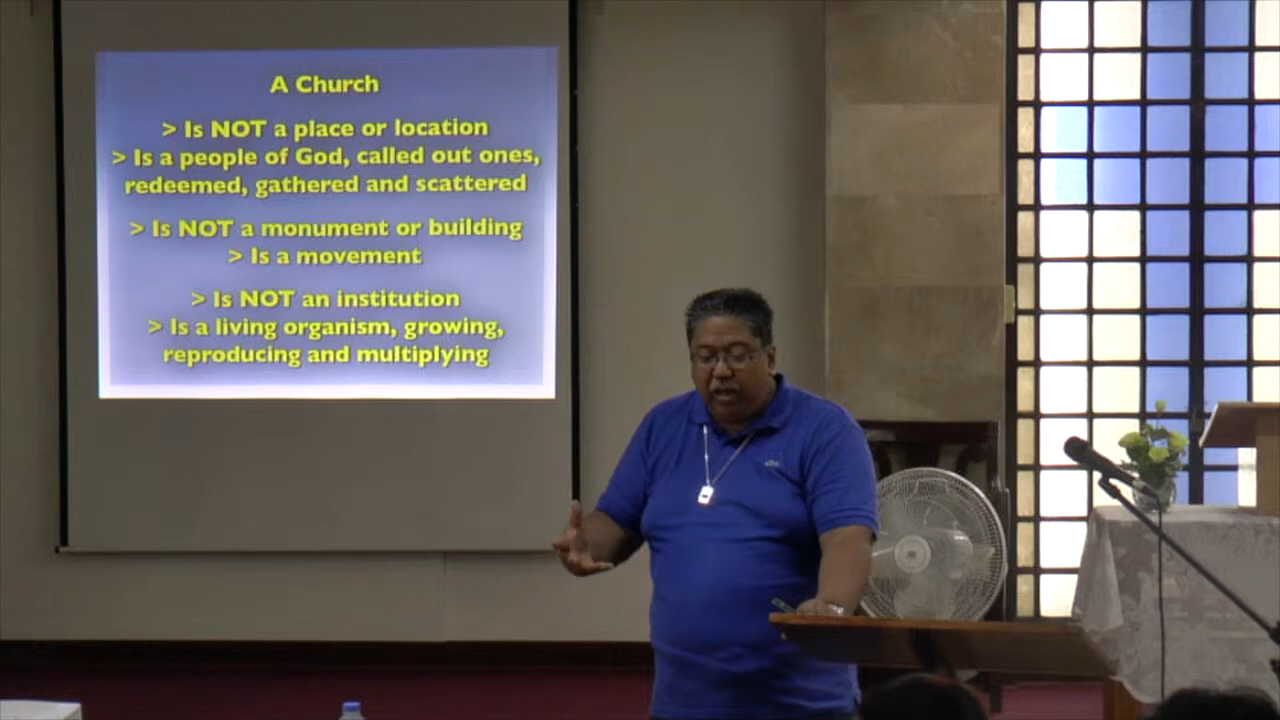 A Church
> Is NOT a place or location
> Is a people of God, called out ones,
redeemed, gathered and scattered
> Is NOT a monument or building
> Is a movement
> Is NOT an institution
> Is a living organism, growing,
reproducing and multiplying